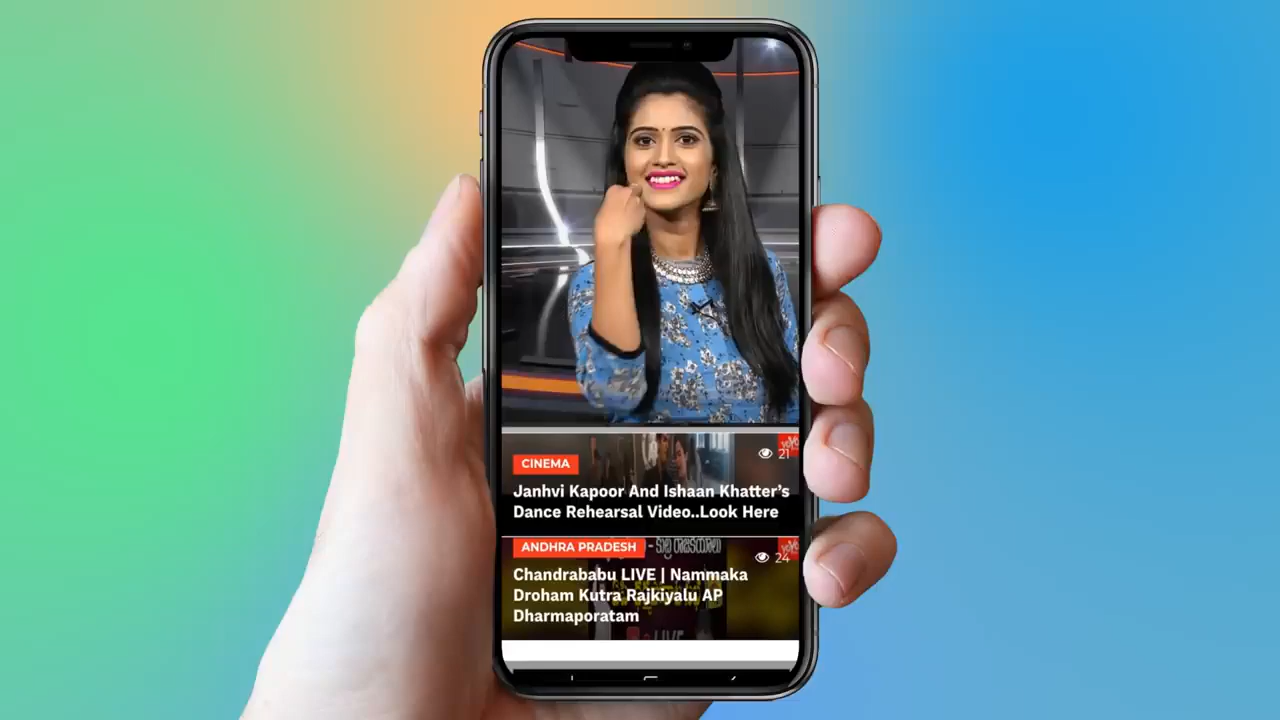 CINEMA
21
Janhvi Kapoor And Ishaan Khatter's
Dance Rehearsal Video..Look Here
ANDHRA PRADESH
24
Chandrababu LIVE | Nammaka
Droham Kutra Rajkiyalu AP
Dharmaporatam
LIVE